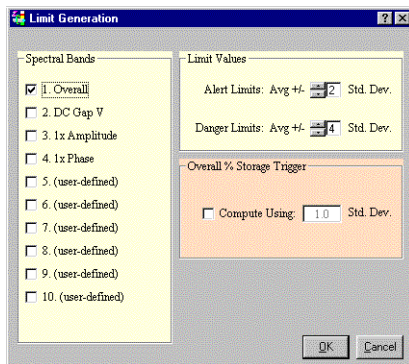 Limit Generation
Spectral Bands
1. Overall
2. DC Gap V
3. 1x Amplitude
4. 1x Phase
5. (user-defined)
6. (user-defined)
7. (user-defined)
8. (user-defined)
9. (user-defined)
10. (user-defined)
Limit Values
Alert Limits: Avg +/- 2 Std. Dev.
Danger Limits: Avg +/- 4 Std. Dev.
Overall % Storage Trigger
Compute Using: 1.0 Std. Dev.
OK Cancel